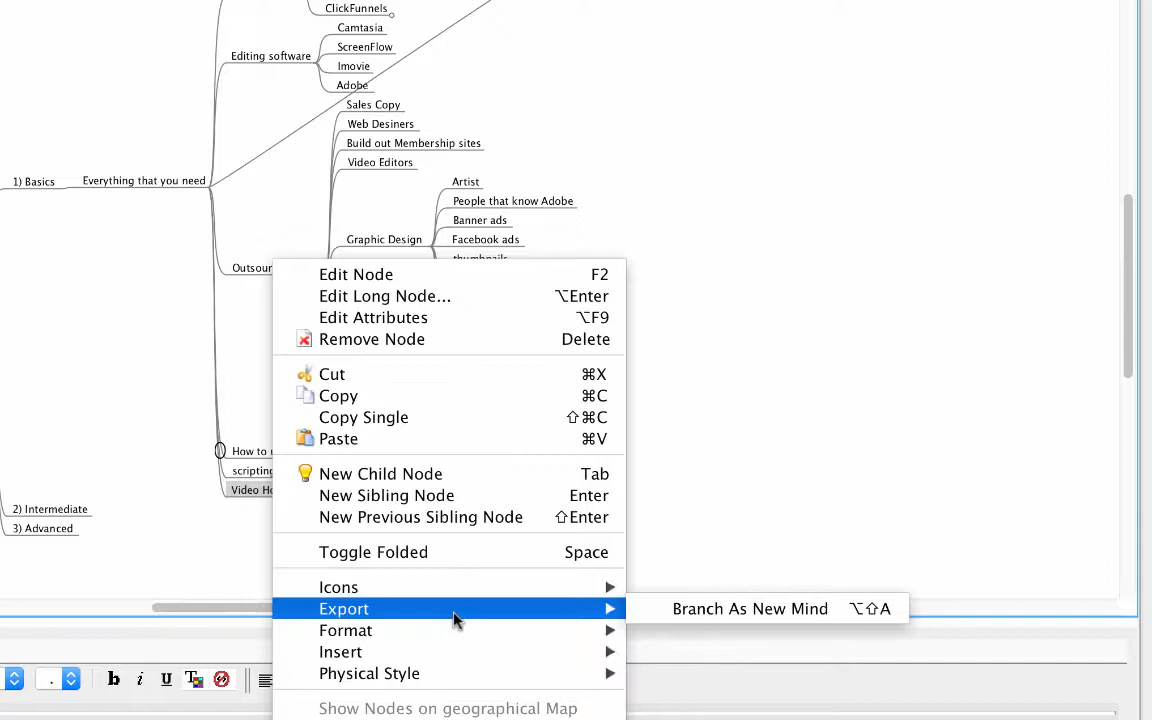 ClickFunnels
Camtasia
Editing software
ScreenFlow
Imovie
Adobe
Sales Copy
Web Desiners
Build out Membership sites
Video Editors
1) Basics
Everything that you need
Artist
People that know Adobe
Banner ads
Graphic Design
Facebook ads
thumbnails
Outsour
Edit Node F2
Edit Long Node... ⌥Enter
Edit Attributes ⌥F9
Remove Node Delete
Cut ⌘X
Copy ⌘C
Copy Single ⇧⌘C
Paste ⌘V
How to
scripting
Video Ho
New Child Node Tab
New Sibling Node Enter
New Previous Sibling Node ⇧Enter
2) Intermediate
3) Advanced
Toggle Folded Space
Icons
Export
Branch As New Mind ⌥⇧A
Format
Insert
Physical Style
b i U
Show Nodes on geographical Map